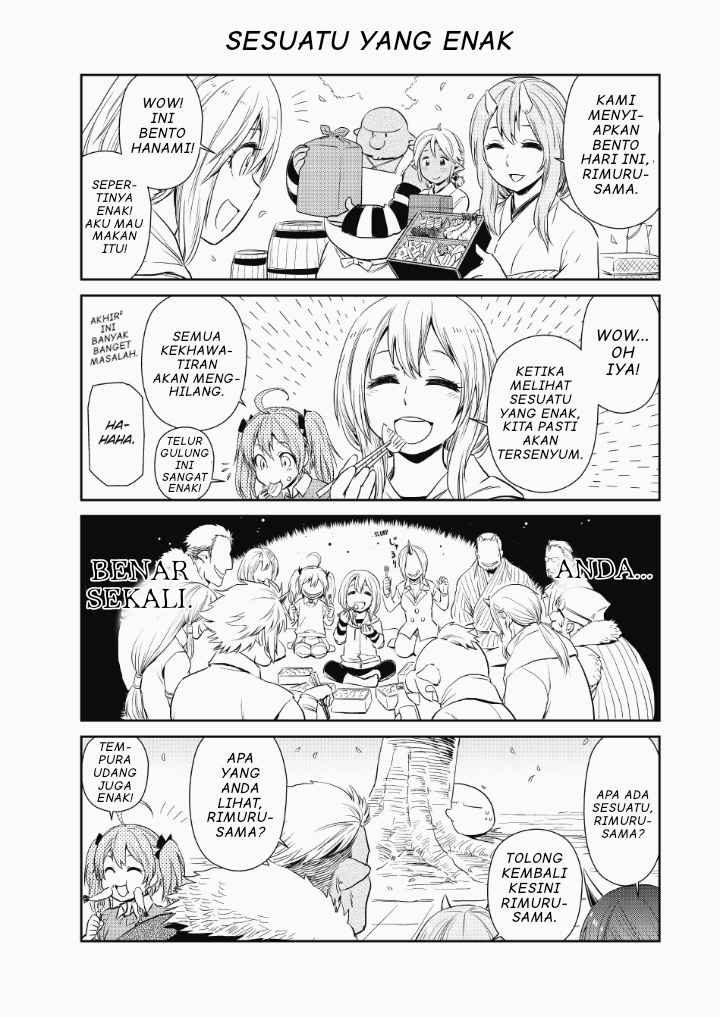 SESUATU YANG ENAK
KAMI
MENYI-
APKAN
BENTO
HARI INI,
RIMURU-
SAMA.
WOW!
INI
BENTO
HANAMI!
SEPER-
TINYA
ENAK!
AKU MAU
MAKAN
ITU!
WOW...
OH
IYA!
KETIKA
MELIHAT
SESUATU
YANG ENAK,
KITA PASTI
AKAN
TERSENYUM.
SEMUA
KEKHAWA-
TIRAN
AKAN MENG-
HILANG.
TELUR
GULUNG
INI
SANGAT
ENAK!
AKHIR²
INI
BANYAK
BANGET
MASALAH.
HA-
HAHA.
ANDA...
BENAR
SEKALI.
APA ADA
SESUATU,
RIMURU-
SAMA?
TOLONG
KEMBALI
KESINI
RIMURU-
SAMA.
APA
YANG
ANDA
LIHAT,
RIMURU-
SAMA?
TEM-
PURA
UDANG
JUGA
ENAK!